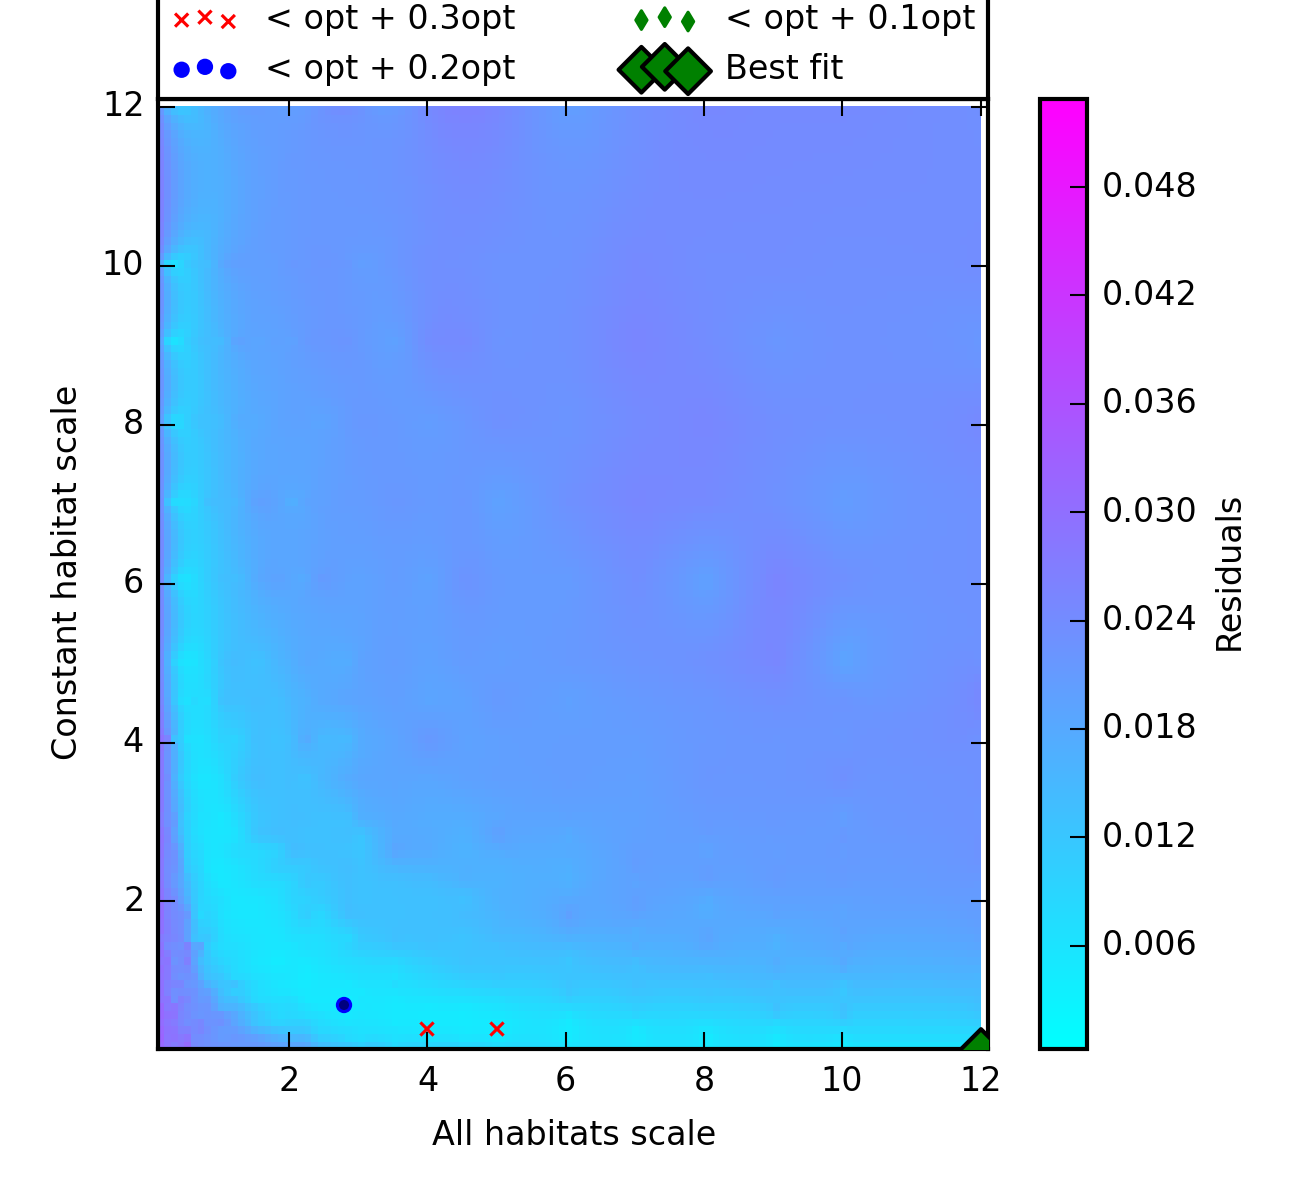 < opt + 0.3opt
< opt + 0.1opt
< opt + 0.2opt
Best fit
12
10
8
6
4
2
Constant habitat scale
2 4 6 8 10 12
All habitats scale
0.048
0.042
0.036
0.030
0.024
0.018
0.012
0.006
Residuals